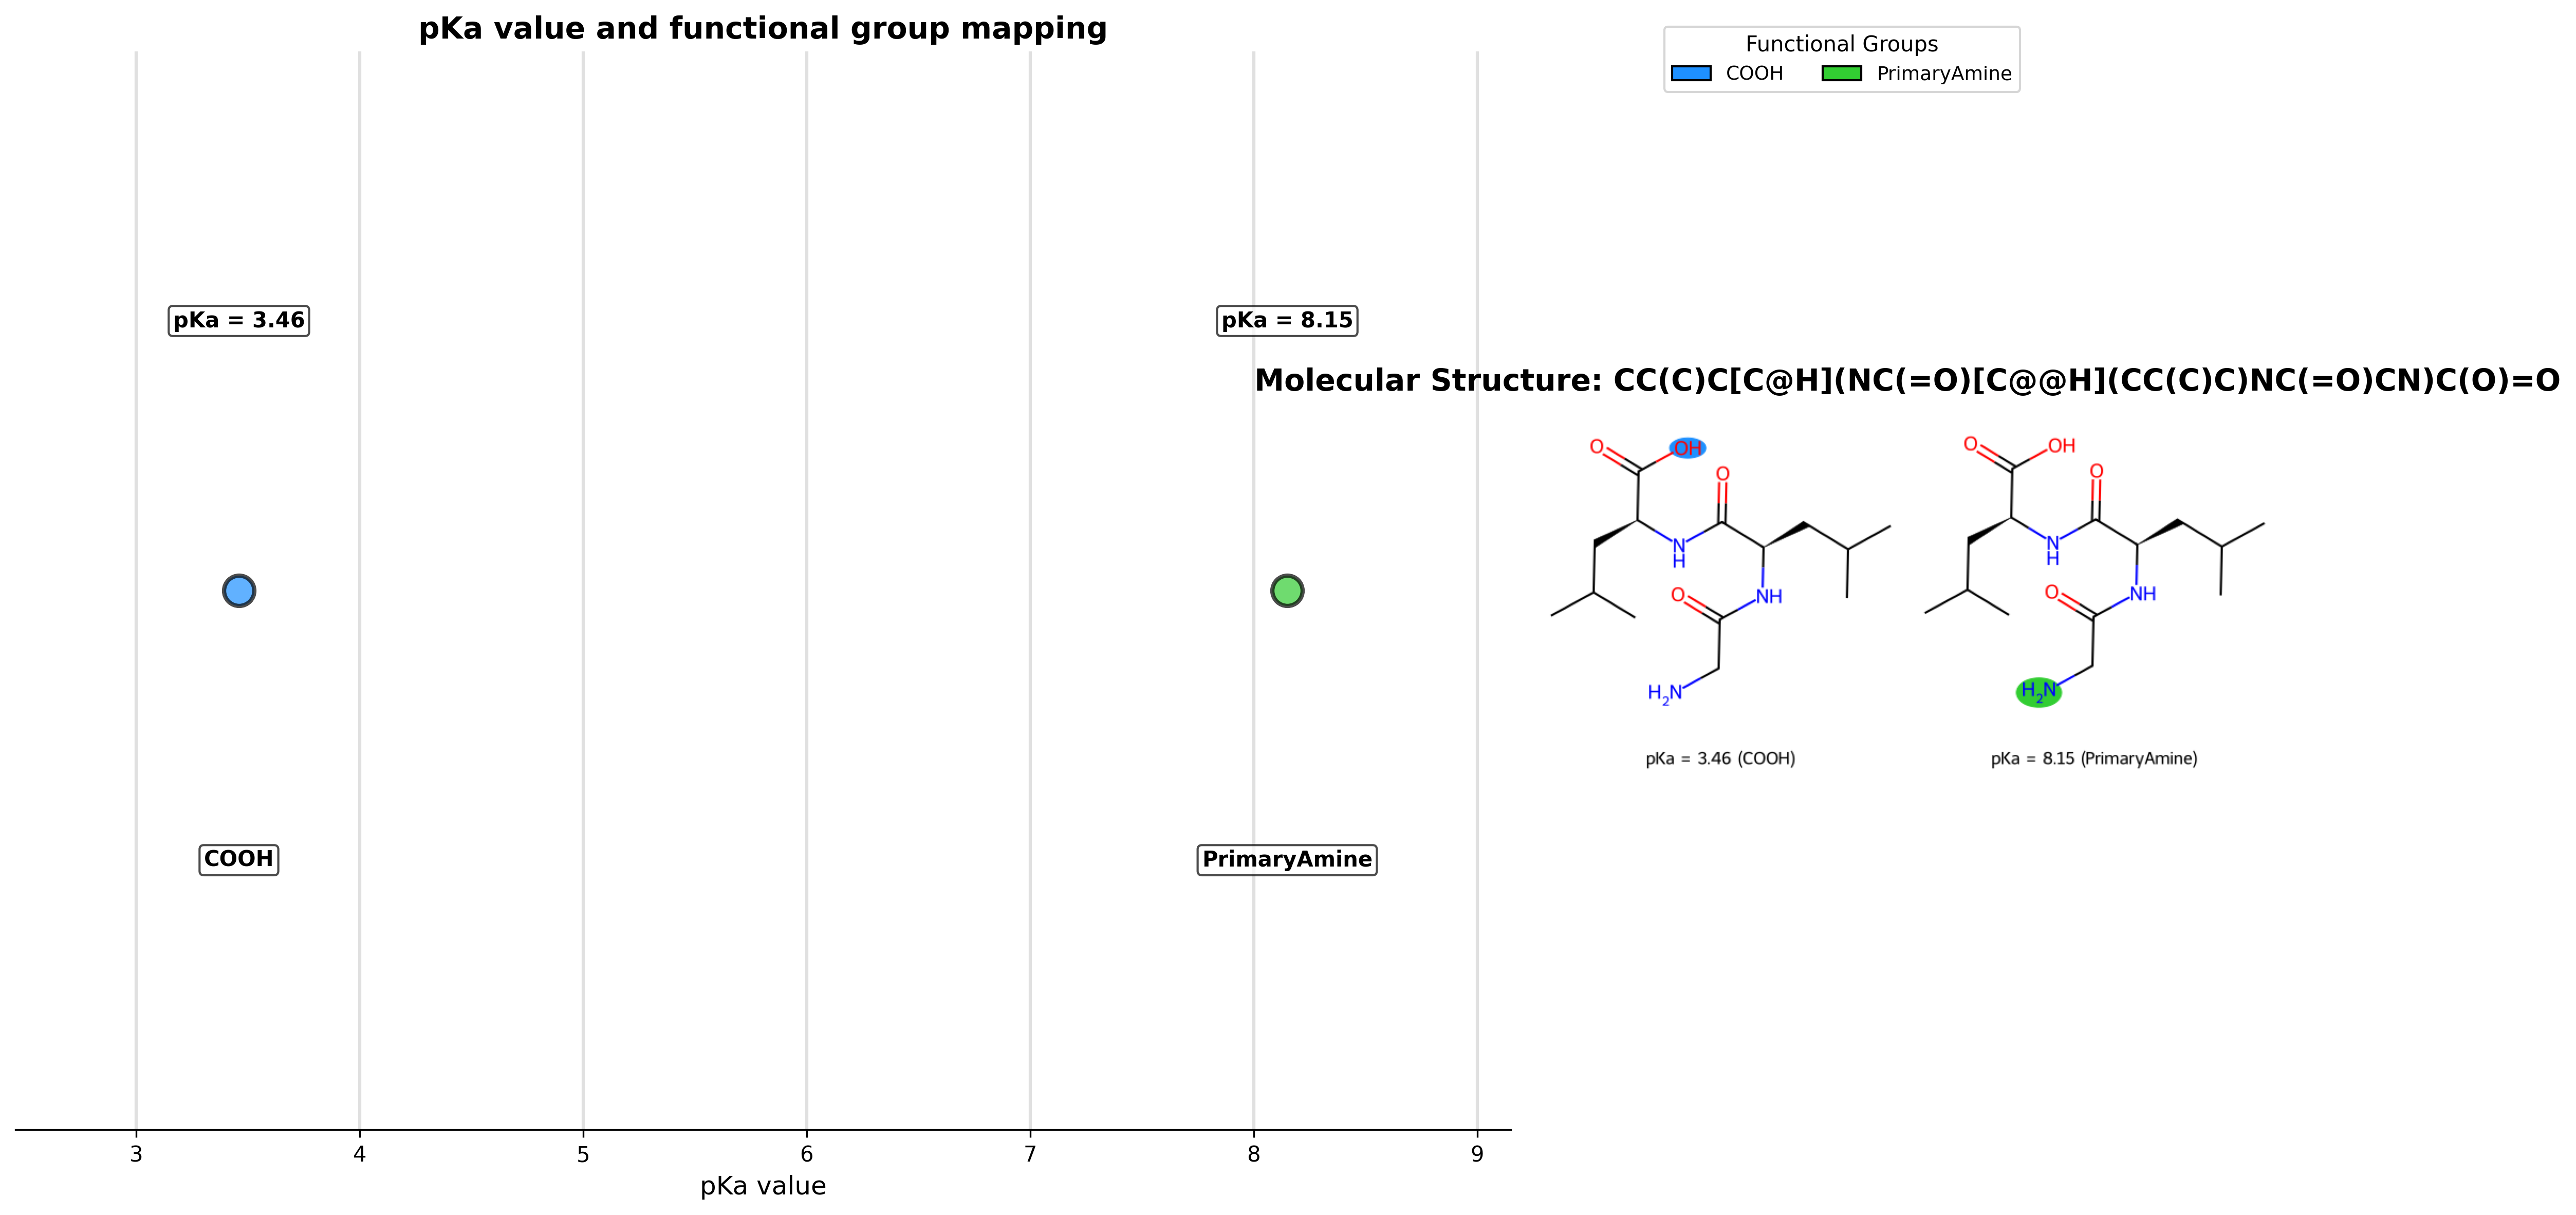 pKa value and functional group mapping
Functional Groups
COOH
PrimaryAmine
pKa = 3.46
pKa = 8.15
Molecular Structure: CC(C)C[C@H](NC(=O)[C@@H](CC(C)C)NC(=O)CN)C(O)=O
O
OH
O
N
H
O
NH
H2N
O
OH
O
N
H
O
NH
H2N
pKa = 3.46 (COOH)
pKa = 8.15 (PrimaryAmine)
COOH
PrimaryAmine
3
4
5
6
7
8
9
pKa value